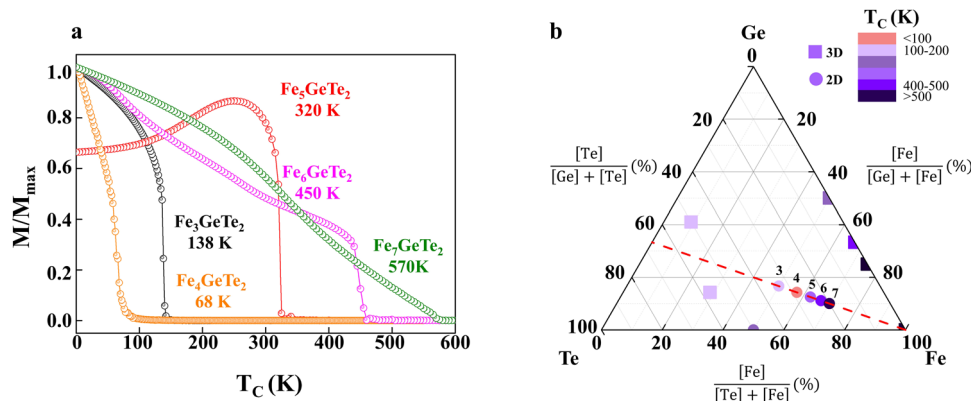 a
1.0
0.8
0.6
0.4
0.2
0.0
M/Mmax
Fe5GeTe2
320 K
Fe6GeTe2
450 K
Fe3GeTe2
138 K
Fe7GeTe2
570K
Fe4GeTe2
68 K
0 100 200 300 400 500 600
TC (K)
b
Ge
0
3D
2D
TC (K)
<100
100-200
400-500
>500
20 20
40 40
60 60
80 80
100
[Te]
[Ge] + [Te] (%)
[Fe]
[Ge] + [Fe] (%)
3 4 5 6 7
Te 0 20 40 60 80 100 Fe
[Fe]
[Te] + [Fe] (%)